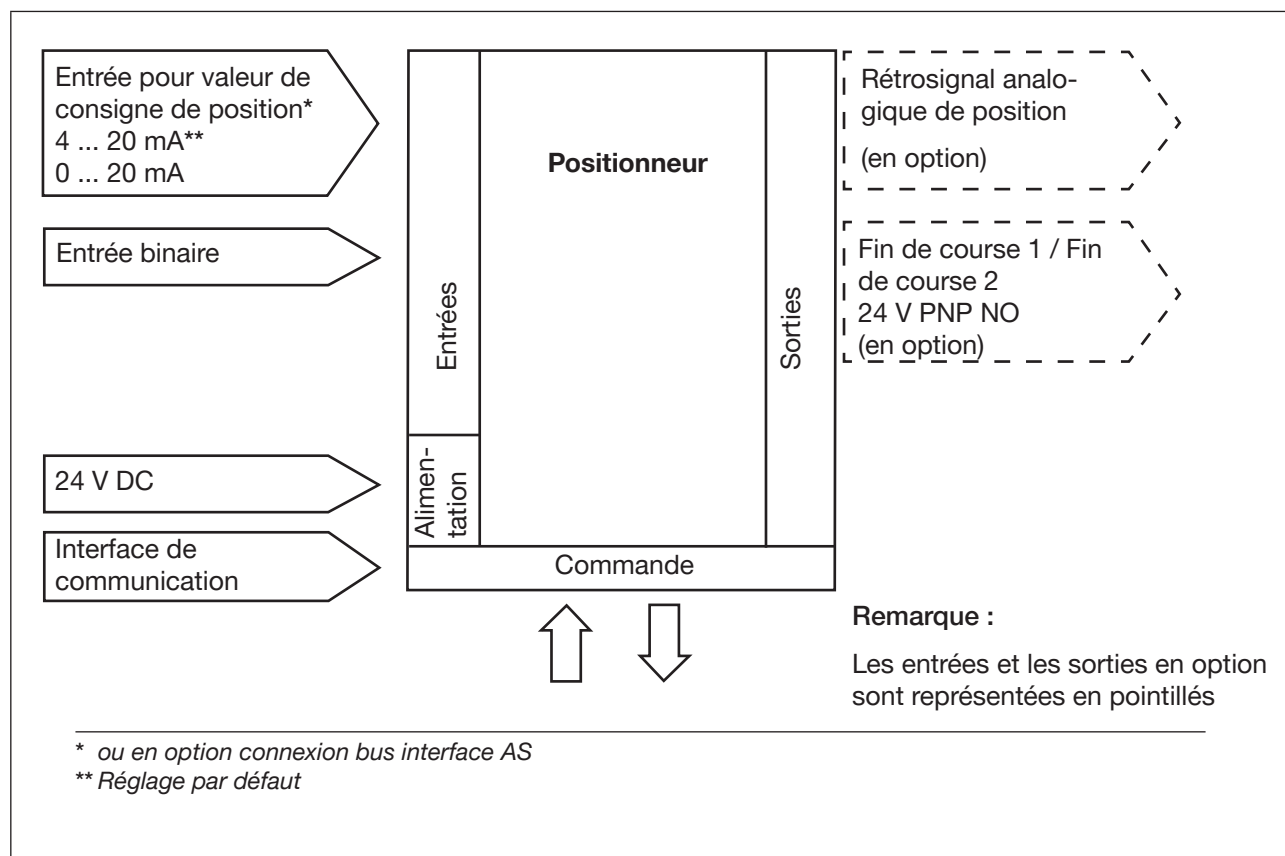 Entrée pour valeur de
consigne de position*
4 ... 20 mA**
0 ... 20 mA
Entrée binaire
24 V DC
Interface de
communication
Entrées
Alimen-
tation
Positionneur
Sorties
Commande
Rétrosignal analo-
gique de position
(en option)
Fin de course 1 / Fin
de course 2
24 V PNP NO
(en option)
Remarque :
Les entrées et les sorties en option
sont représentées en pointillés
* ou en option connexion bus interface AS
** Réglage par défaut